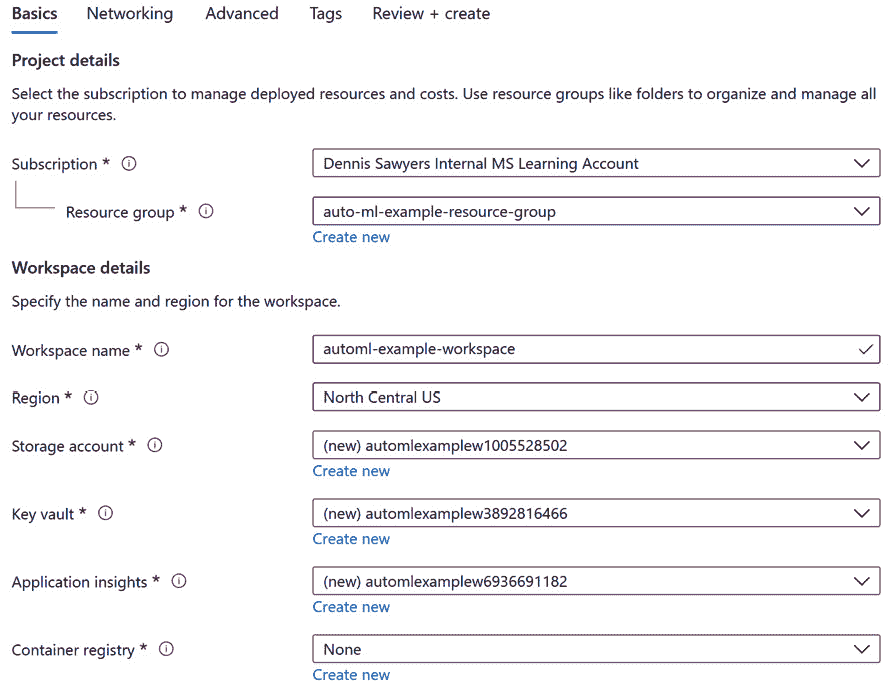 Basics Networking Advanced Tags Review + create
Project details
Select the subscription to manage deployed resources and costs. Use resource groups like folders to organize and manage all
your resources.
Subscription * Dennis Sawyers Internal MS Learning Account
Resource group * auto-ml-example-resource-group
Create new
Workspace details
Specify the name and region for the workspace.
Workspace name * automl-example-workspace
Region * North Central US
Storage account * (new) automlexamplew1005528502
Create new
Key vault * (new) automlexamplew3892816466
Create new
Application insights * (new) automlexamplew6936691182
Create new
Container registry * None
Create new